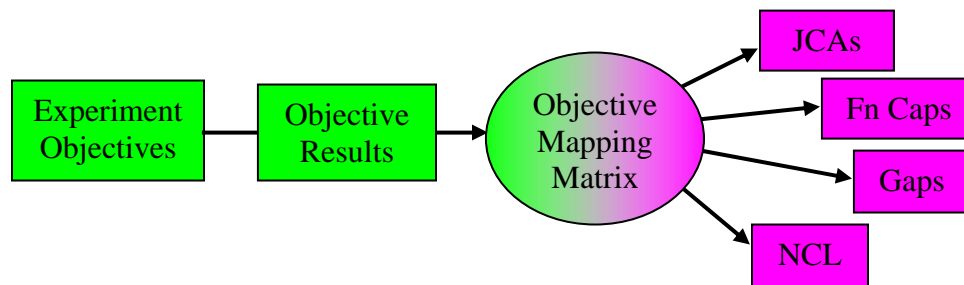 Experiment
Objectives
Objective
Results
Objective
Mapping
Matrix
JCAs
Fn Caps
Gaps
NCL